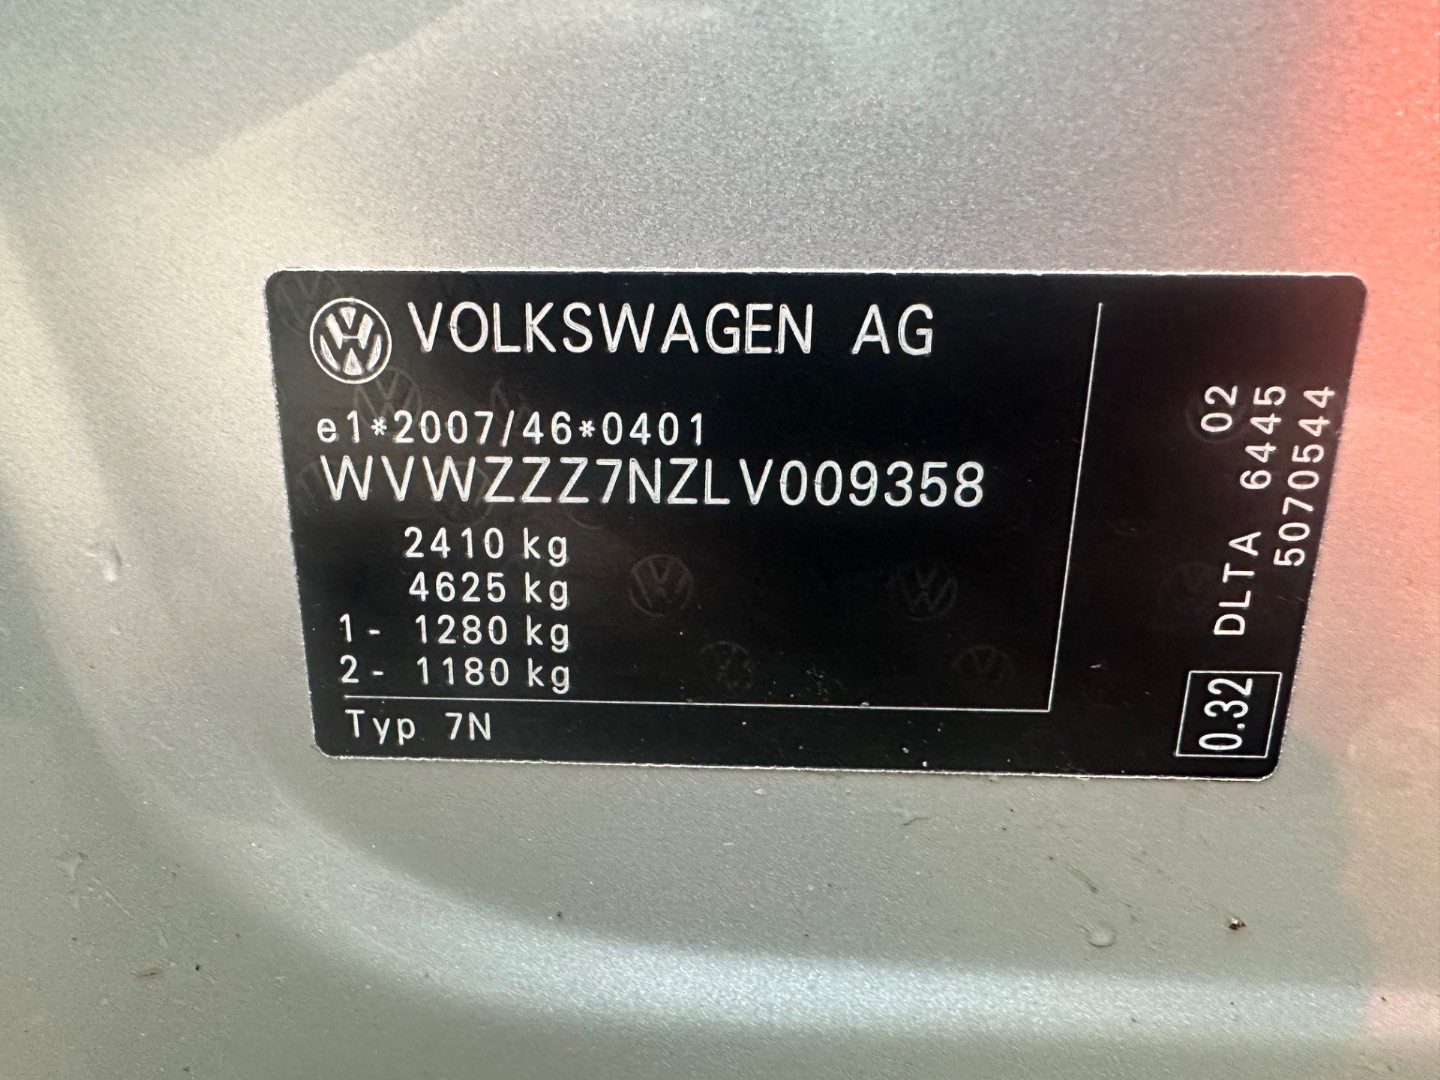 VOLKSWAGEN AG
e1*2007/46*0401
WVWZZZ7NZLV009358
2410 kg
4625 kg
1- 1280 kg
2- 1180 kg
Typ 7N
02
DLTA 6445
5070544
0.32